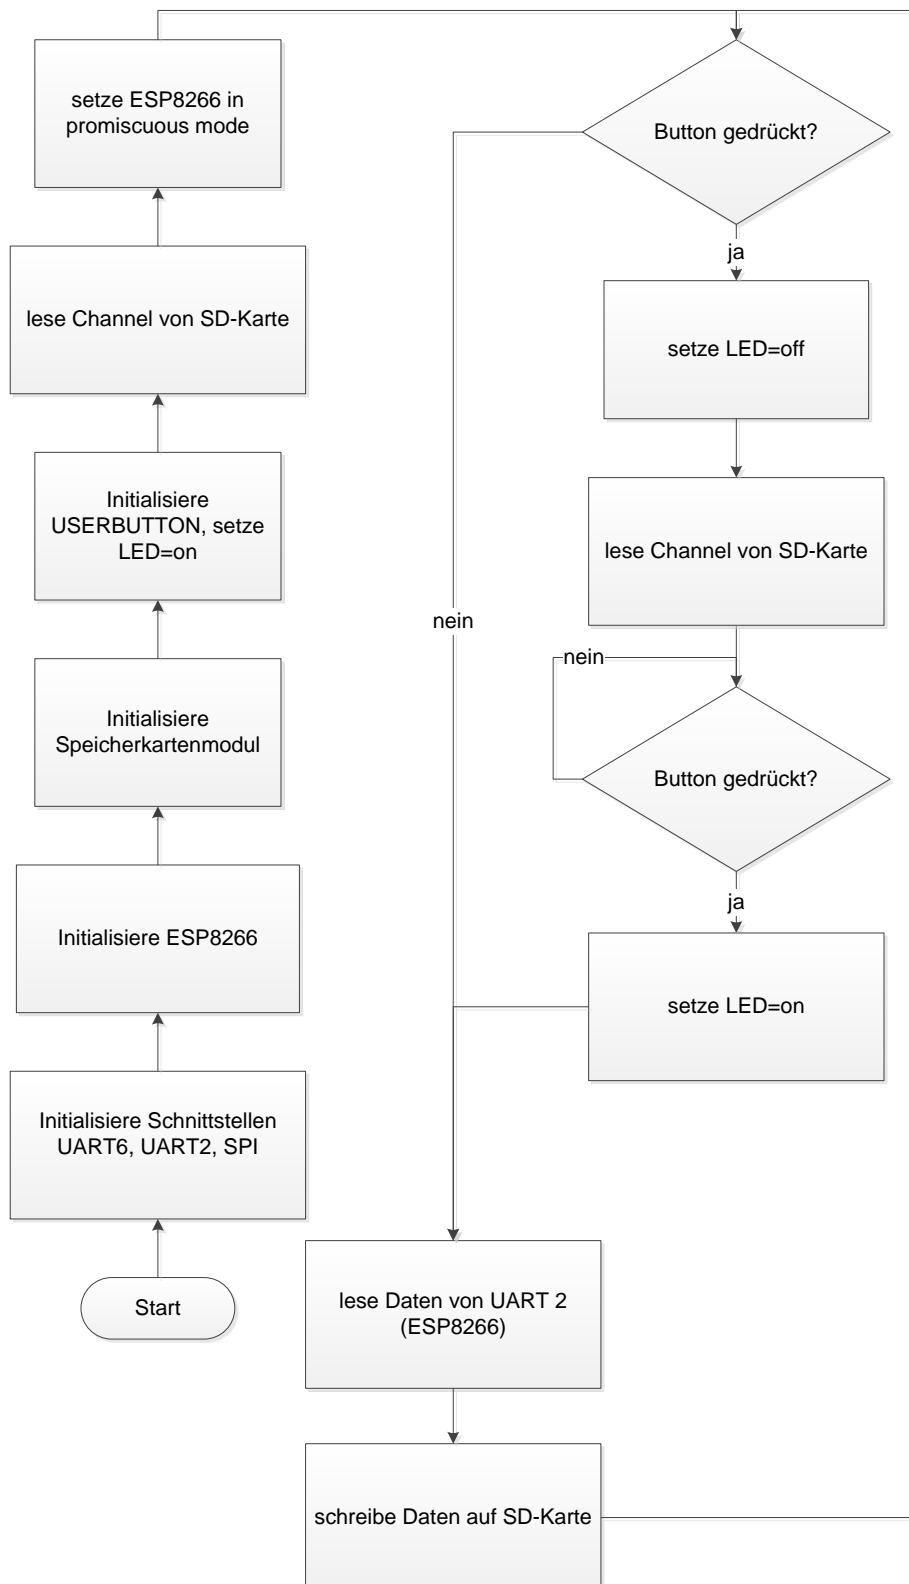 setze ESP8266 in
promiscuous mode
lese Channel von SD-Karte
Initialisiere
USERBUTTON, setze
LED=on
Initialisiere
Speicherkartenmodul
Initialisiere ESP8266
Initialisiere Schnittstellen
UART6, UART2, SPI
Start
Button gedrückt?
ja
setze LED=off
lese Channel von SD-Karte
nein
nein
Button gedrückt?
ja
setze LED=on
lese Daten von UART 2
(ESP8266)
schreibe Daten auf SD-Karte